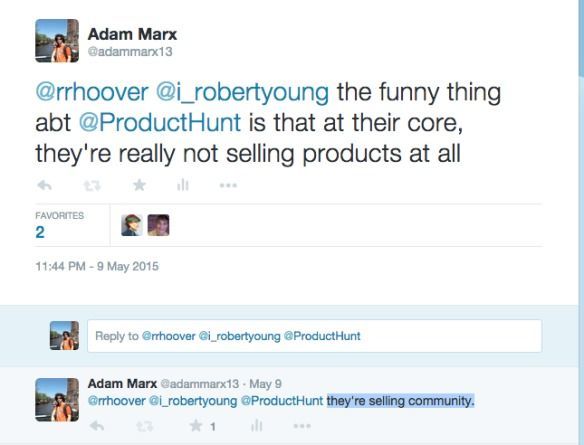 Adam Marx
@adammarx13
@rrhoover @i_robertyoung the funny thing
abt @ProductHunt is that at their core,
they're really not selling products at all
FAVORITES
2
11:44 PM - 9 May 2015
Reply to @rrhoover @i_robertyoung @ProductHunt
Adam Marx @adammarx13 · May 9
@rrhoover @i_robertyoung @ProductHunt they're selling community.
1